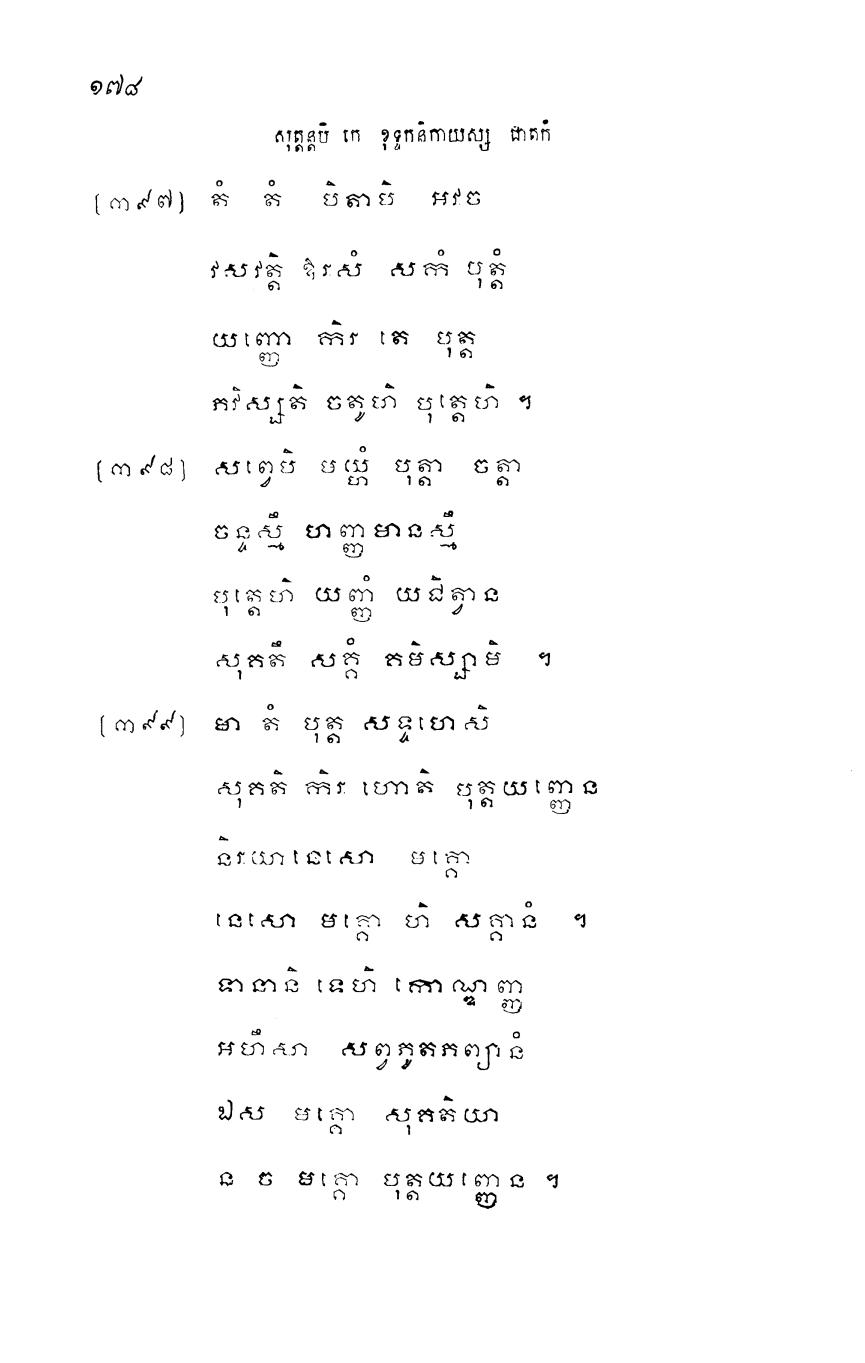 ១៧៨
សុត្តន្តបិ កេ ខុទ្ទកនិកាយស្ស ជាតកំ
[៣៩៧] តំ តំ បិតាបិ អវច
វសវត្តិ ឱរសំ សកំ បុត្តំ
យញ្ញោ កិរ តេ បុត្ត
ភវិស្សតិ ចតូហិ បុត្តេហិ ។
[៣៩៨] សព្វេបិ មយ្ហំ បុត្តា ចត្តា
ចន្ទស្មឹ ហញ្ញមានស្មឹ
បុត្តេហិ យញ្ញំ យជិត្វាន
សុគតឹ សគ្គំ គមិស្សាមិ ។
[៣៩៩] មា តំ បុត្ត សទ្ទហេសិ
សុគតិ កិរ ហោតិ បុត្តយញ្ញេន
និរយានេសោ មគ្គោ
នេសោ មគ្គោ ហិ សគ្គានំ ។
ទានានិ ទេហិ កោណ្ឌញ្ញ
អហឹសា សព្វភូតភព្យានំ
ឯស មគ្គោ សុគតិយា
ន ច មគ្គោ បុត្តយញ្ញេន ។